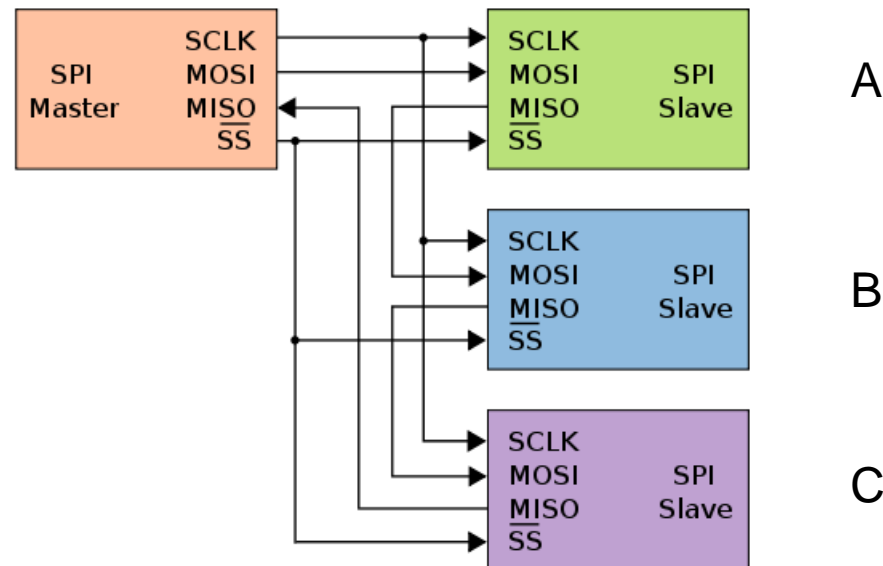 SPI
Master
SCLK
MOSI
MISO
SS
SCLK
MOSI
MISO
SS
SPI
Slave
A
SCLK
MOSI
MISO
SS
SPI
Slave
B
SCLK
MOSI
MISO
SS
SPI
Slave
C